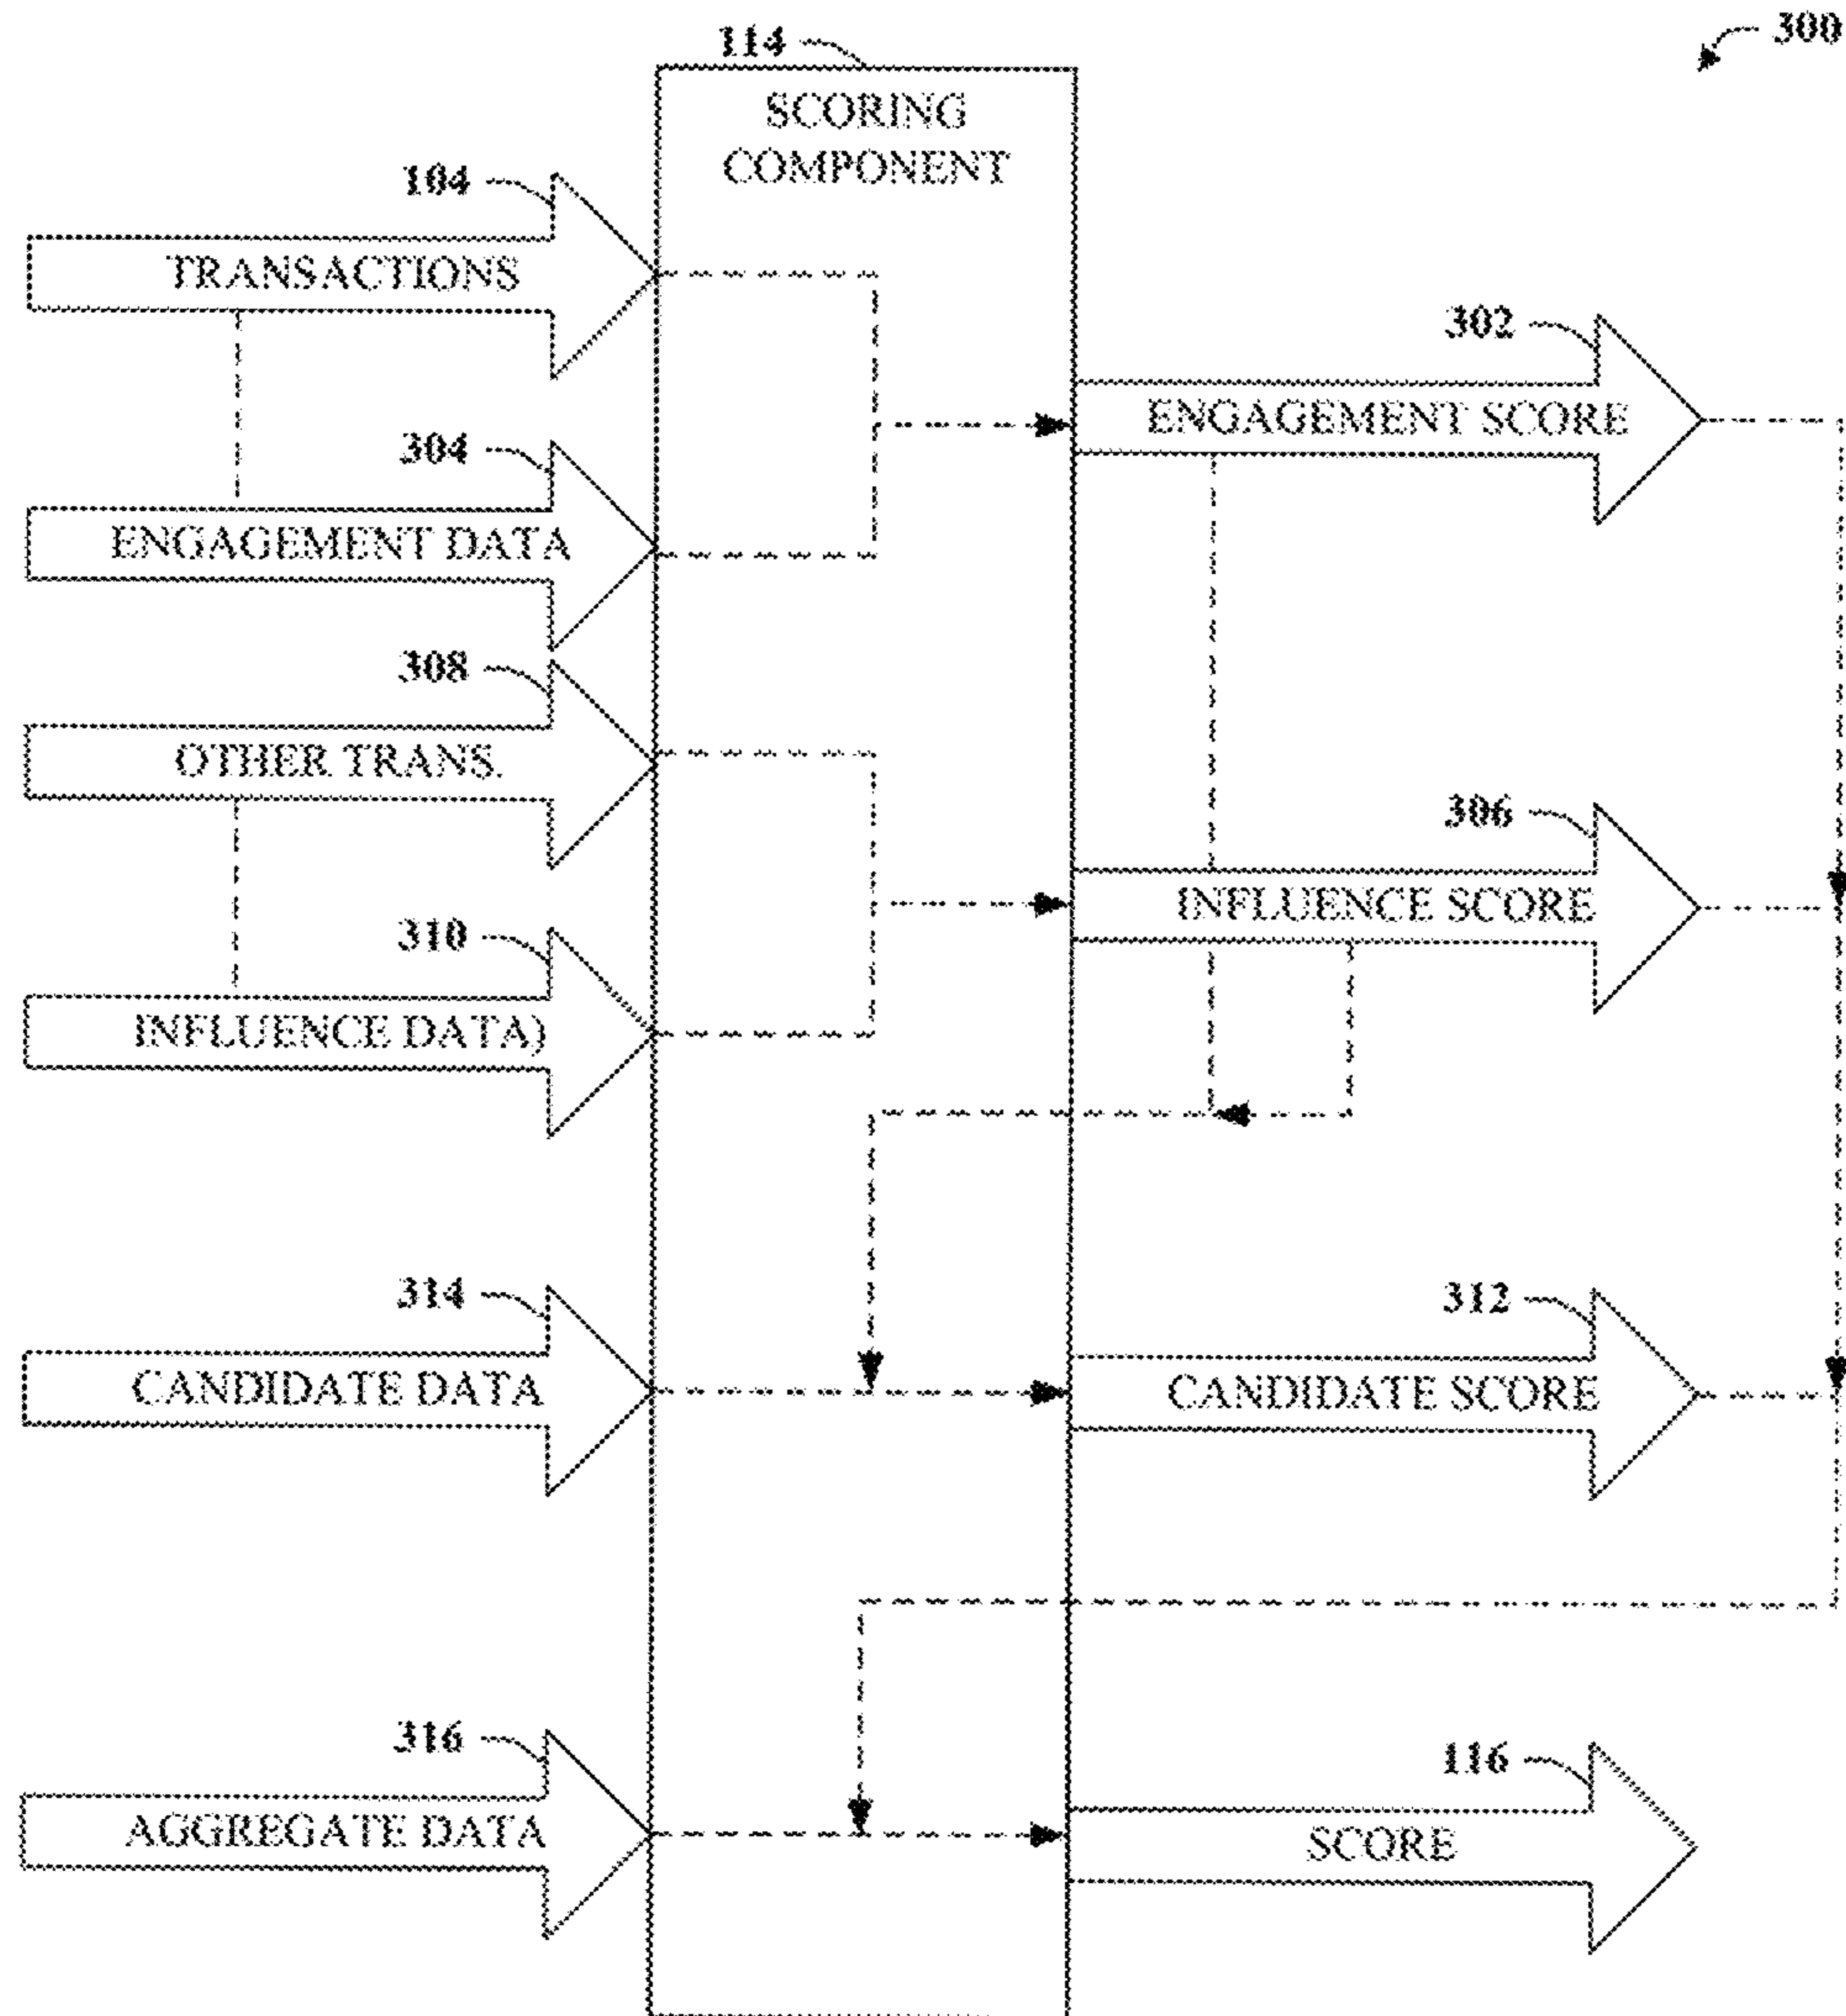 300
114
SCORING
COMPONENT
104
TRANSACTIONS
302
ENGAGEMENT SCORE
304
ENGAGEMENT DATA
308
OTHER TRANS.
306
INFLUENCE SCORE
310
INFLUENCE DATA)
314
CANDIDATE DATA
312
CANDIDATE SCORE
316
AGGREGATE DATA
116
SCORE